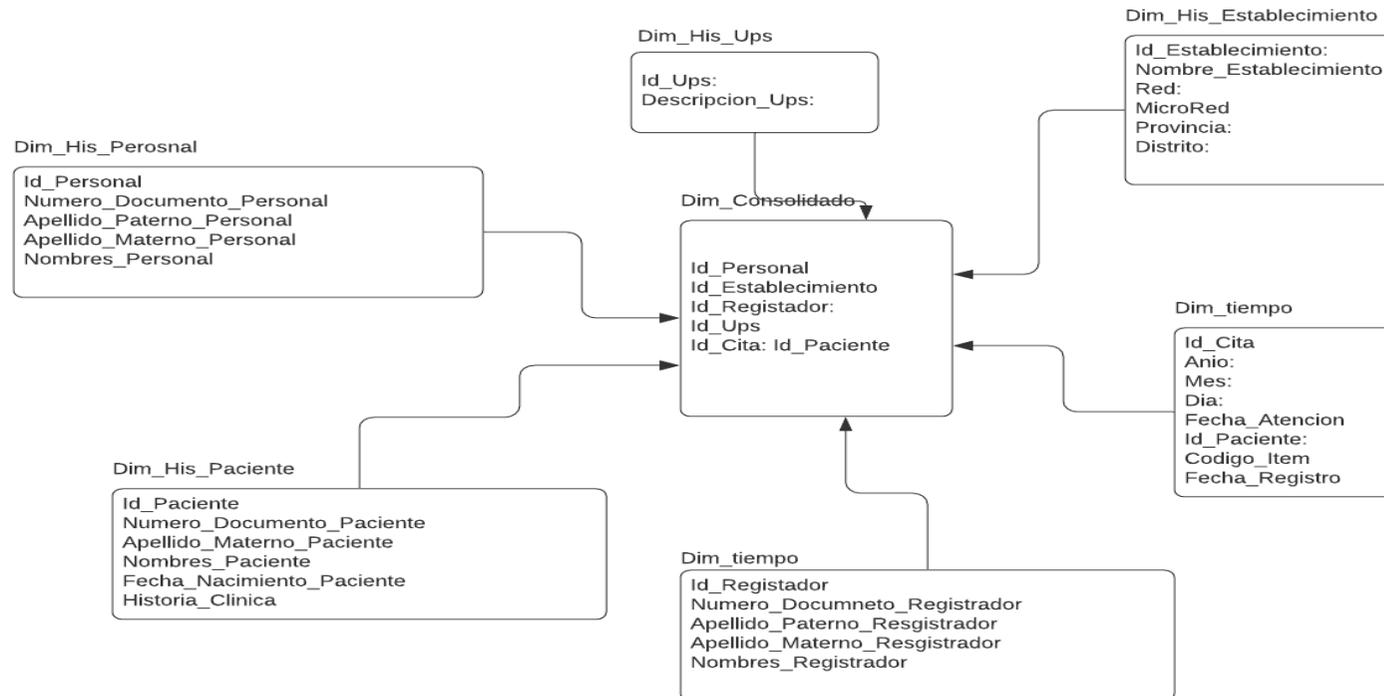 Dim_His_Ups
Id_Ups:
Descripcion_Ups:
Dim_His_Establecimiento
Id_Establecimiento:
Nombre_Establecimiento
Red:
MicroRed
Provincia:
Distrito:
Dim_His_Perosnal
Id_Personal
Numero_Documento_Personal
Apellido_Paterno_Personal
Apellido_Materno_Personal
Nombres_Personal
Dim_Consolidado
Id_Personal
Id_Establecimiento
Id_Registador:
Id_Ups
Id_Cita: Id_Paciente
Dim_tiempo
Id_Cita
Anio:
Mes:
Dia:
Fecha_Atencion
Id_Paciente:
Codigo_Item
Fecha_Registro
Dim_His_Paciente
Id_Paciente
Numero_Documento_Paciente
Apellido_Materno_Paciente
Nombres_Paciente
Fecha_Nacimiento_Paciente
Historia_Clinica
Dim_tiempo
Id_Registador
Numero_Documneto_Registrador
Apellido_Paterno_Resgistrador
Apellido_Materno_Resgistrador
Nombres_Registrador